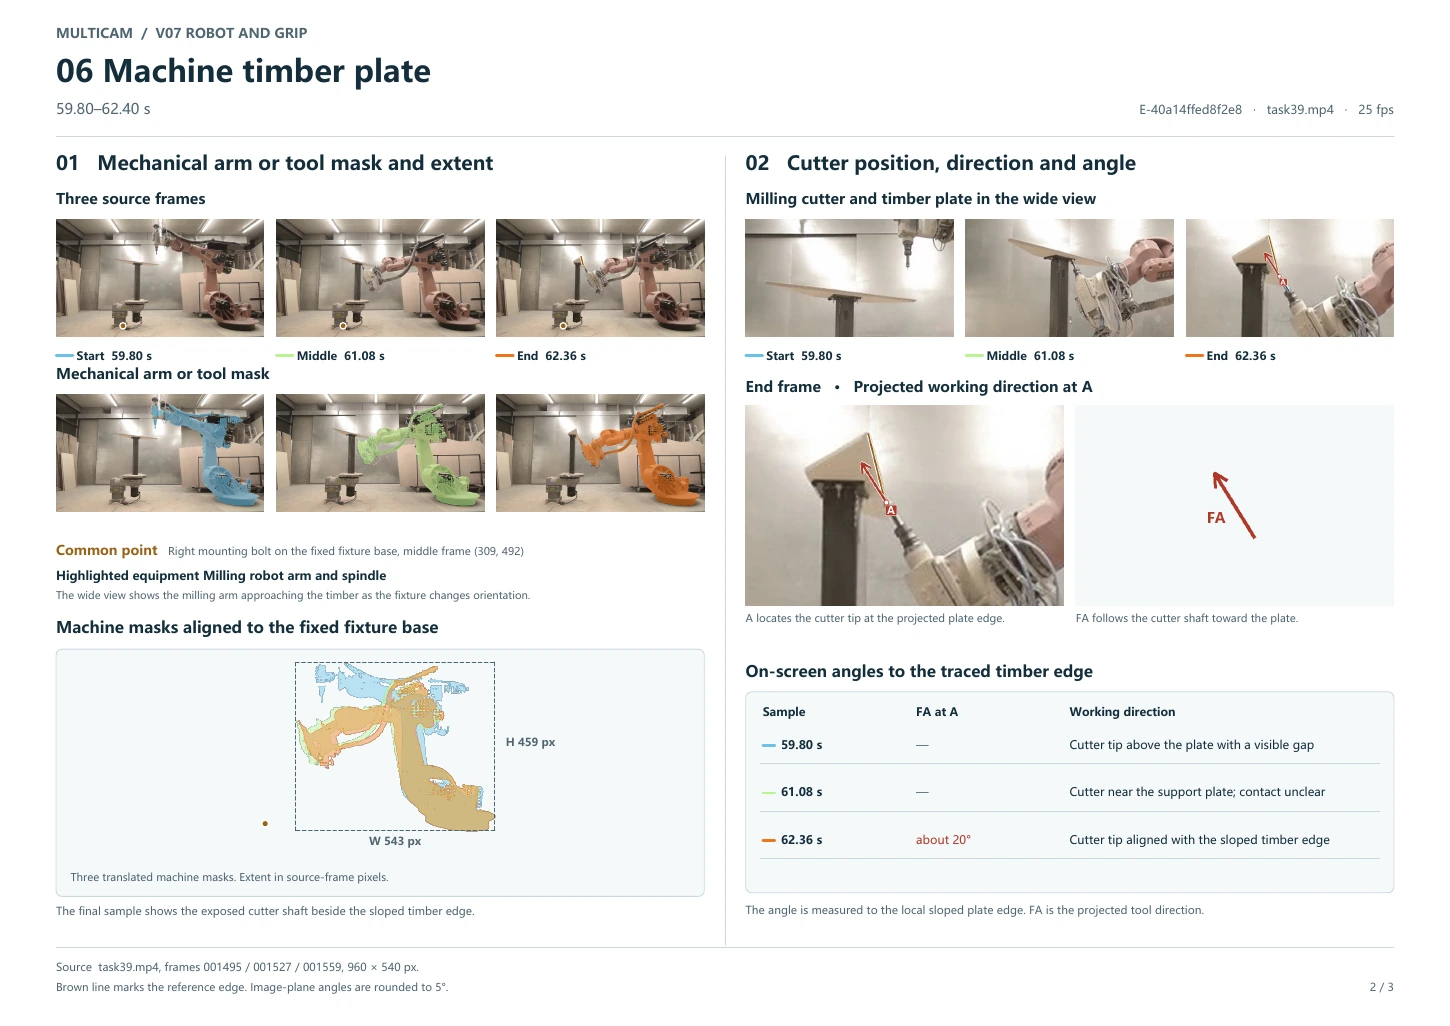 MULTICAM / V07 ROBOT AND GRIP
06 Machine timber plate
59.80–62.40 s
E-40a14ffed8f2e8 · task39.mp4 · 25 fps
01 Mechanical arm or tool mask and extent
Three source frames
Start 59.80 s
Middle 61.08 s
End 62.36 s
Mechanical arm or tool mask
Common point Right mounting bolt on the fixed fixture base, middle frame (309, 492)
Highlighted equipment Milling robot arm and spindle
The wide view shows the milling arm approaching the timber as the fixture changes orientation.
Machine masks aligned to the fixed fixture base
H 459 px
W 543 px
Three translated machine masks. Extent in source-frame pixels.
The final sample shows the exposed cutter shaft beside the sloped timber edge.
02 Cutter position, direction and angle
Milling cutter and timber plate in the wide view
A
Start 59.80 s
Middle 61.08 s
End 62.36 s
End frame • Projected working direction at A
A
FA
A locates the cutter tip at the projected plate edge.
FA follows the cutter shaft toward the plate.
On-screen angles to the traced timber edge
Sample FA at A Working direction
59.80 s — Cutter tip above the plate with a visible gap
61.08 s — Cutter near the support plate; contact unclear
62.36 s about 20° Cutter tip aligned with the sloped timber edge
The angle is measured to the local sloped plate edge. FA is the projected tool direction.
Source task39.mp4, frames 001495 / 001527 / 001559, 960 × 540 px.
Brown line marks the reference edge. Image-plane angles are rounded to 5°.
2 / 3